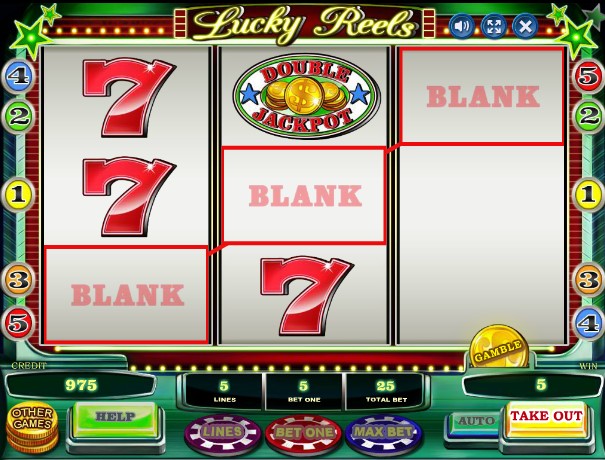 Lucky Reels
DOUBLE
JACKPOT
BLANK
BLANK
BLANK
4 5
2 2
1 1
3 3
5 4
GAMBLE
CREDIT WIN
975 5 5 25 5
LINES BET ONE TOTAL BET
OTHER
GAMES
HELP LINES BET ONE MAX BET AUTO TAKE OUT